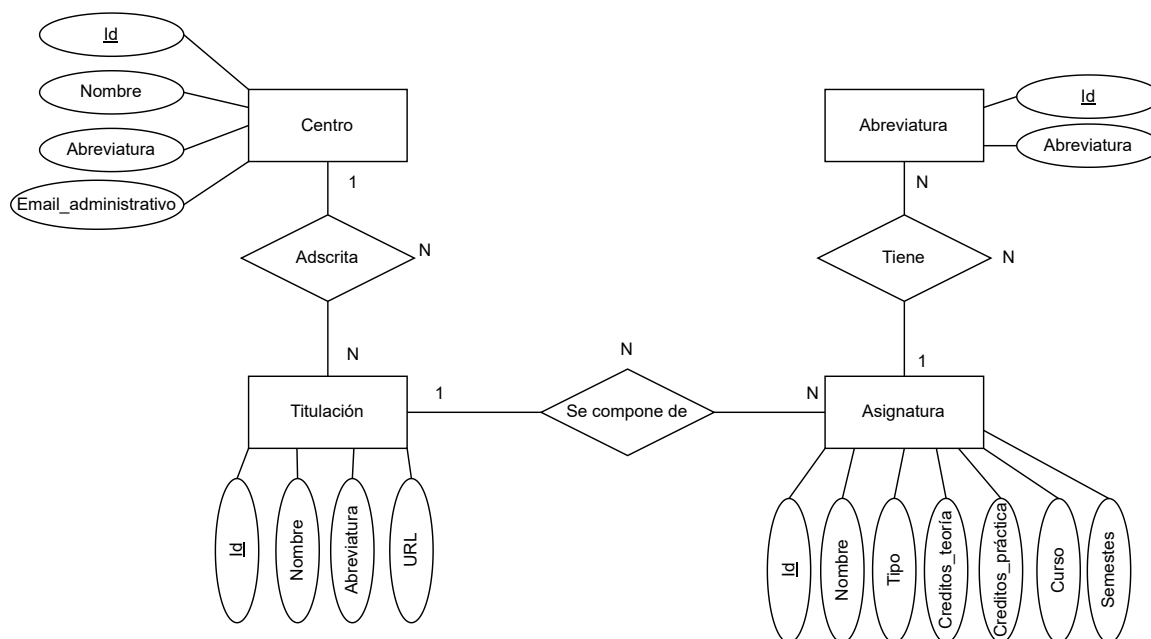 Id
Nombre
Abreviatura
Email_administrativo
Centro
1
Adscrita
N
N
Titulación
Id
Nombre
Abreviatura
URL
1
N
Se compone de
N
Abreviatura
Id
Abreviatura
N
Tiene
N
1
Asignatura
Id
Nombre
Tipo
Creditos_teoría
Creditos_práctica
Curso
Semestes